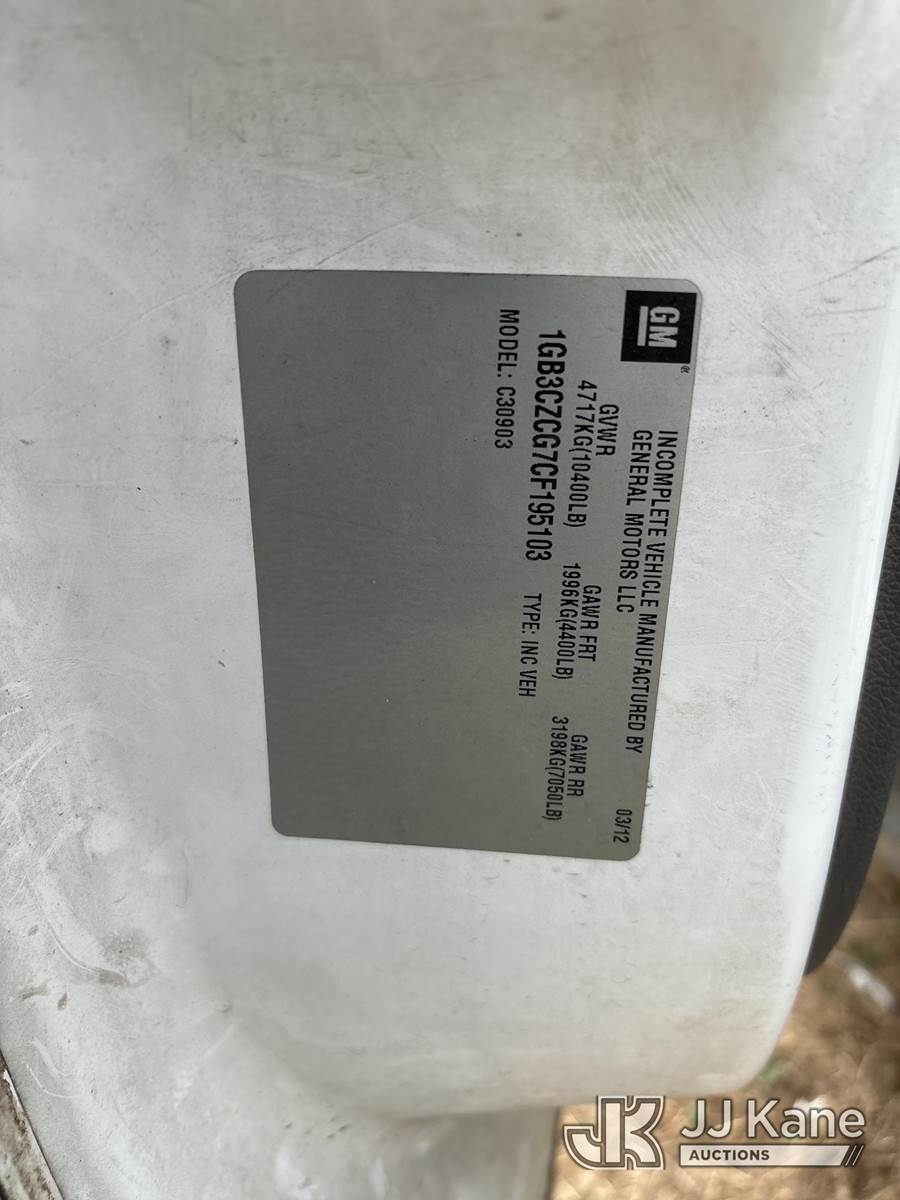 GM
INCOMPLETE VEHICLE MANUFACTURED BY
GENERAL MOTORS LLC
03/12
GVWR GAWR FRT GAWR RR
4717KG(10400LB) 1996KG(4400LB) 3198KG(7050LB)
1GB3CZCG7CF195103 TYPE: INC VEH
MODEL: C30903
JK JJ Kane
AUCTIONS